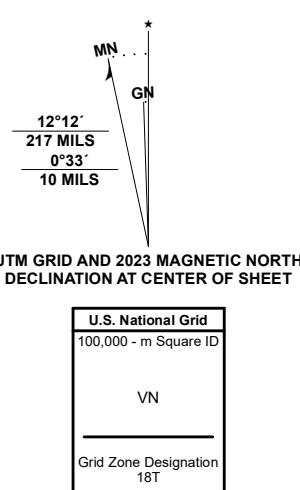 ★
MN
GN
12°12´
217 MILS
0°33´
10 MILS
UTM GRID AND 2023 MAGNETIC NORTH
DECLINATION AT CENTER OF SHEET
U.S. National Grid
100,000 - m Square ID
VN
Grid Zone Designation
18T